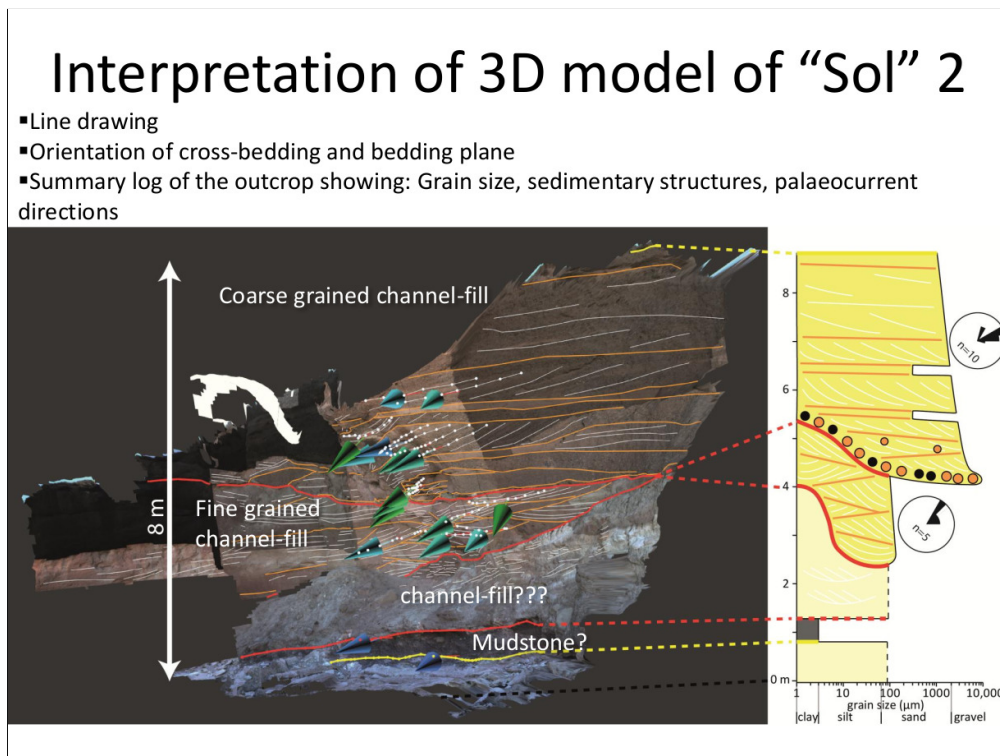 Interpretation of 3D model of “Sol” 2
▪Line drawing
▪Orientation of cross-bedding and bedding plane
▪Summary log of the outcrop showing: Grain size, sedimentary structures, palaeocurrent
directions
Coarse grained channel-fill
8 m
Fine grained
channel-fill
channel-fill???
Mudstone?
8
6
4
2
0 m
n=10
n=5
1 10 100 1000 10,000
grain size (μm)
clay silt sand gravel